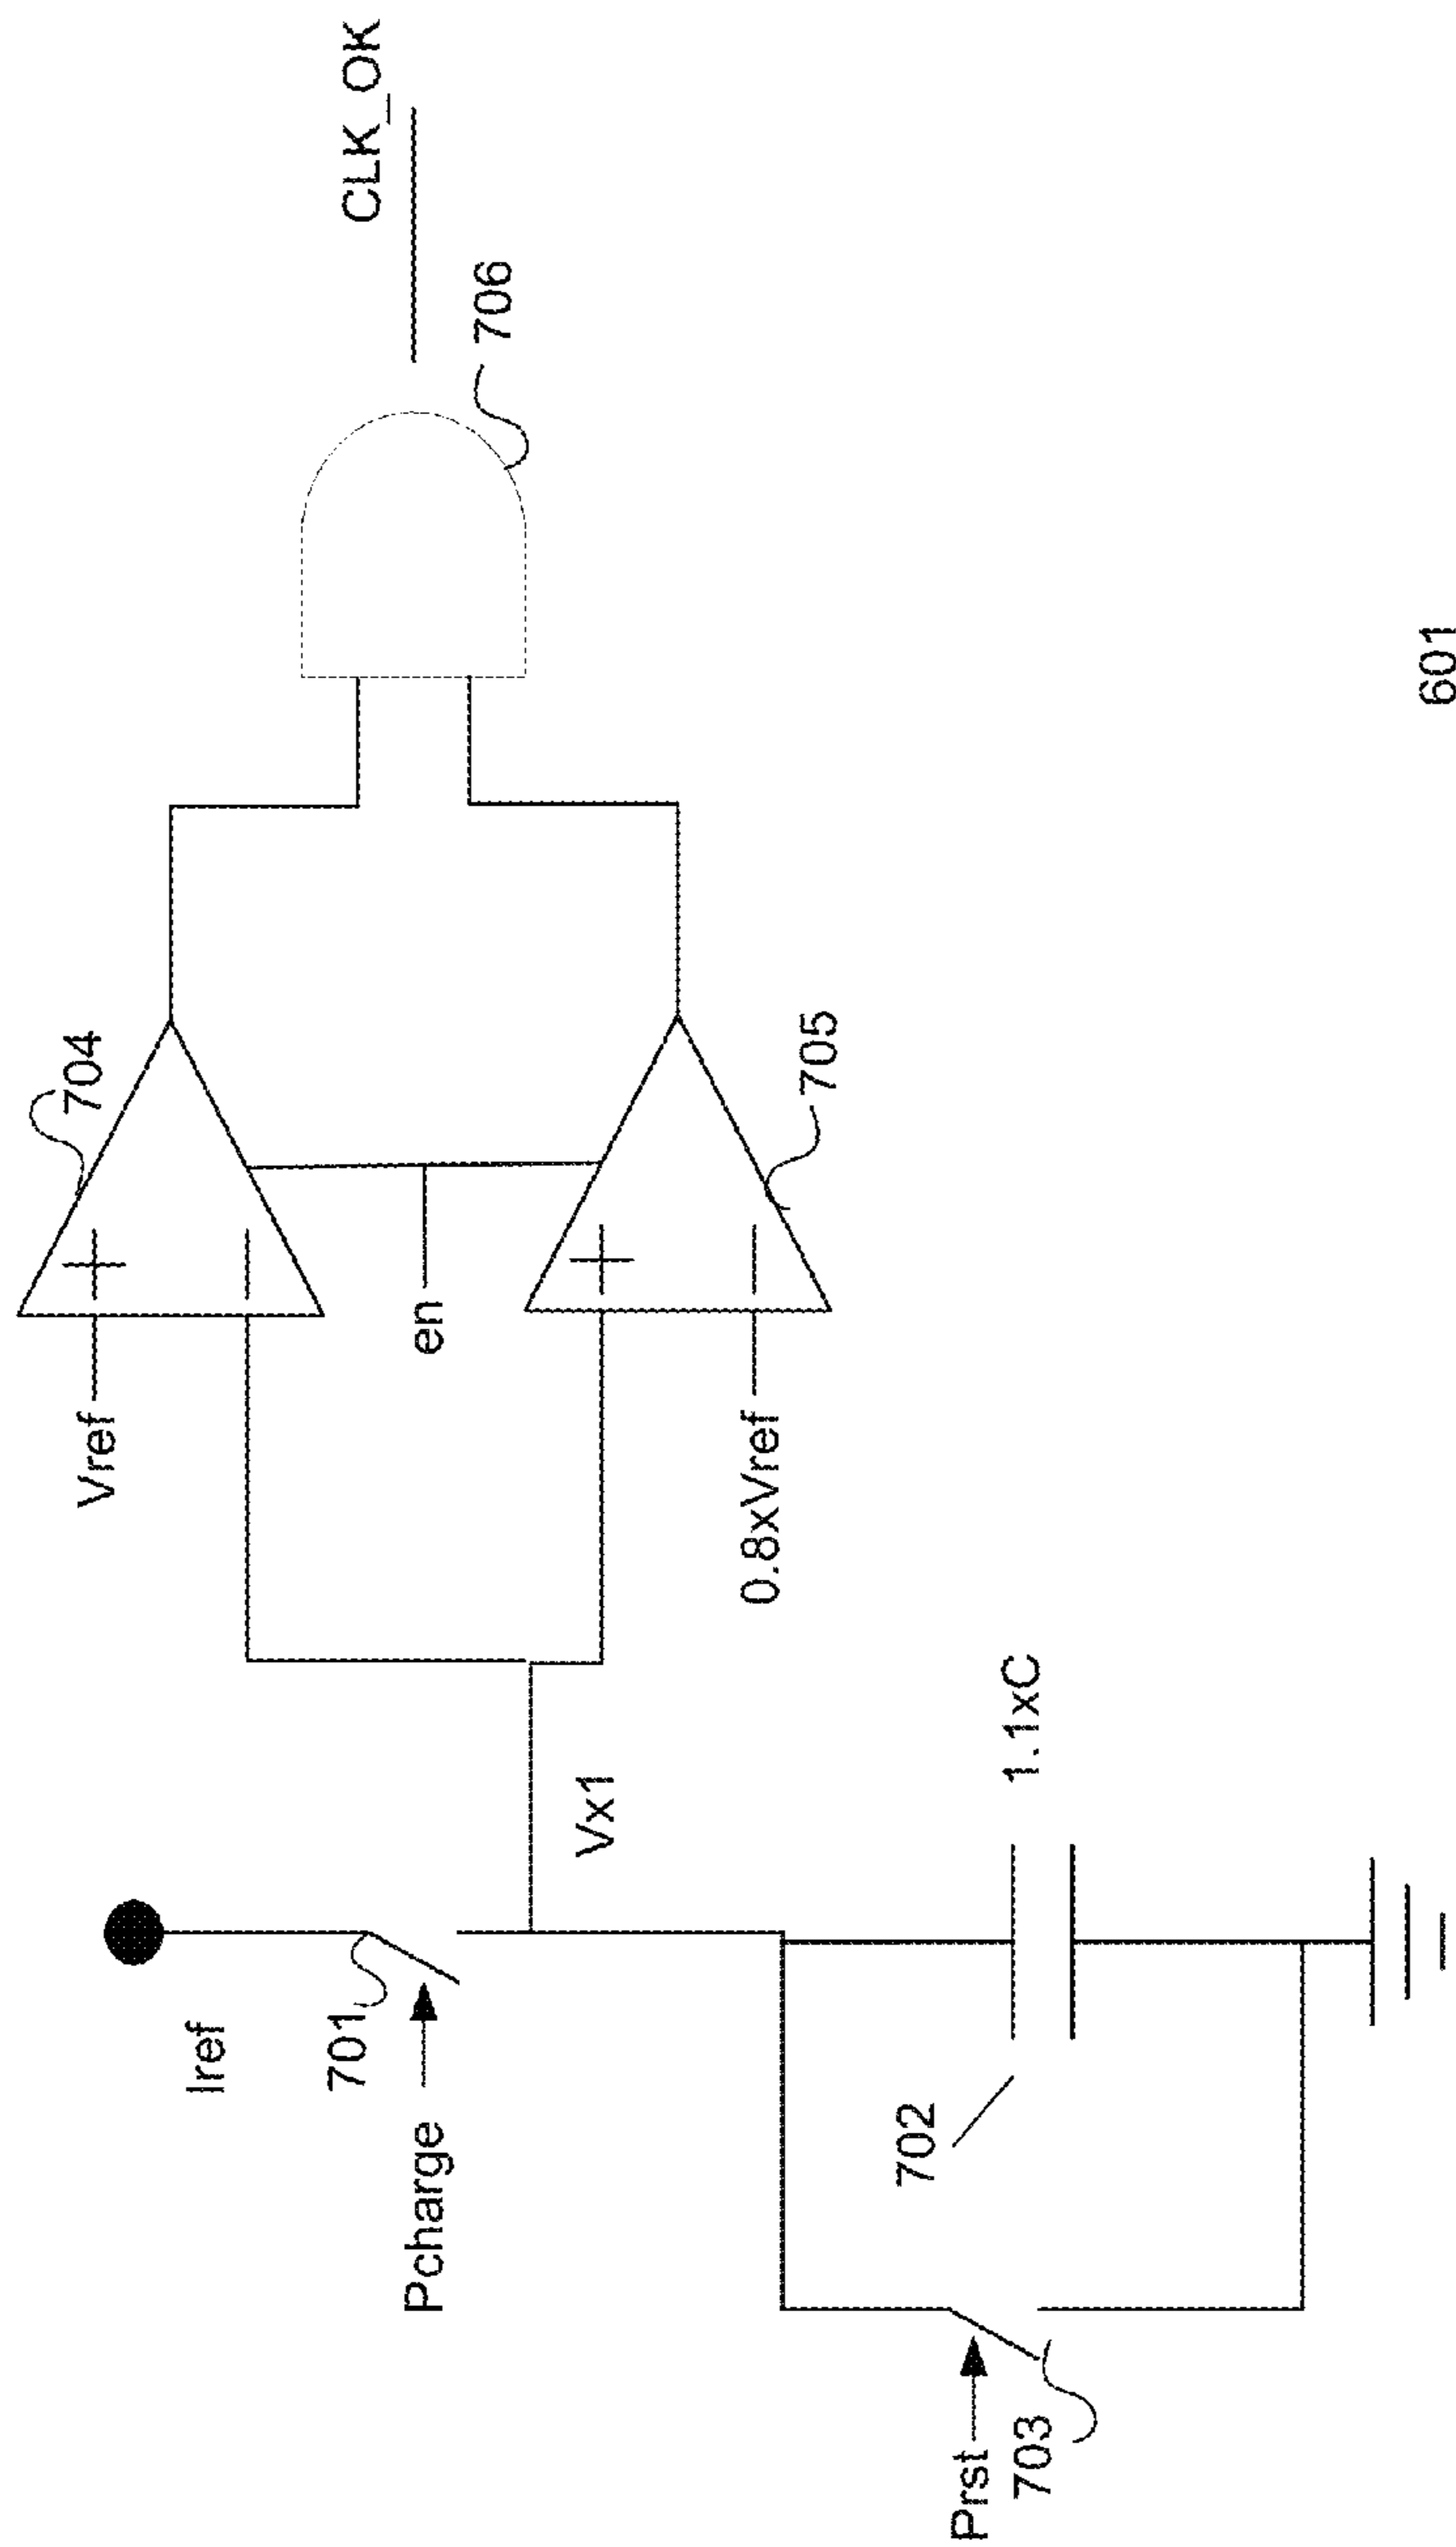 Iref
701
Pcharge
Vx1
702
1.1xC
Prst
703
Vref
+
−
704
en
+
−
0.8xVref
705
706
CLK_OK
601